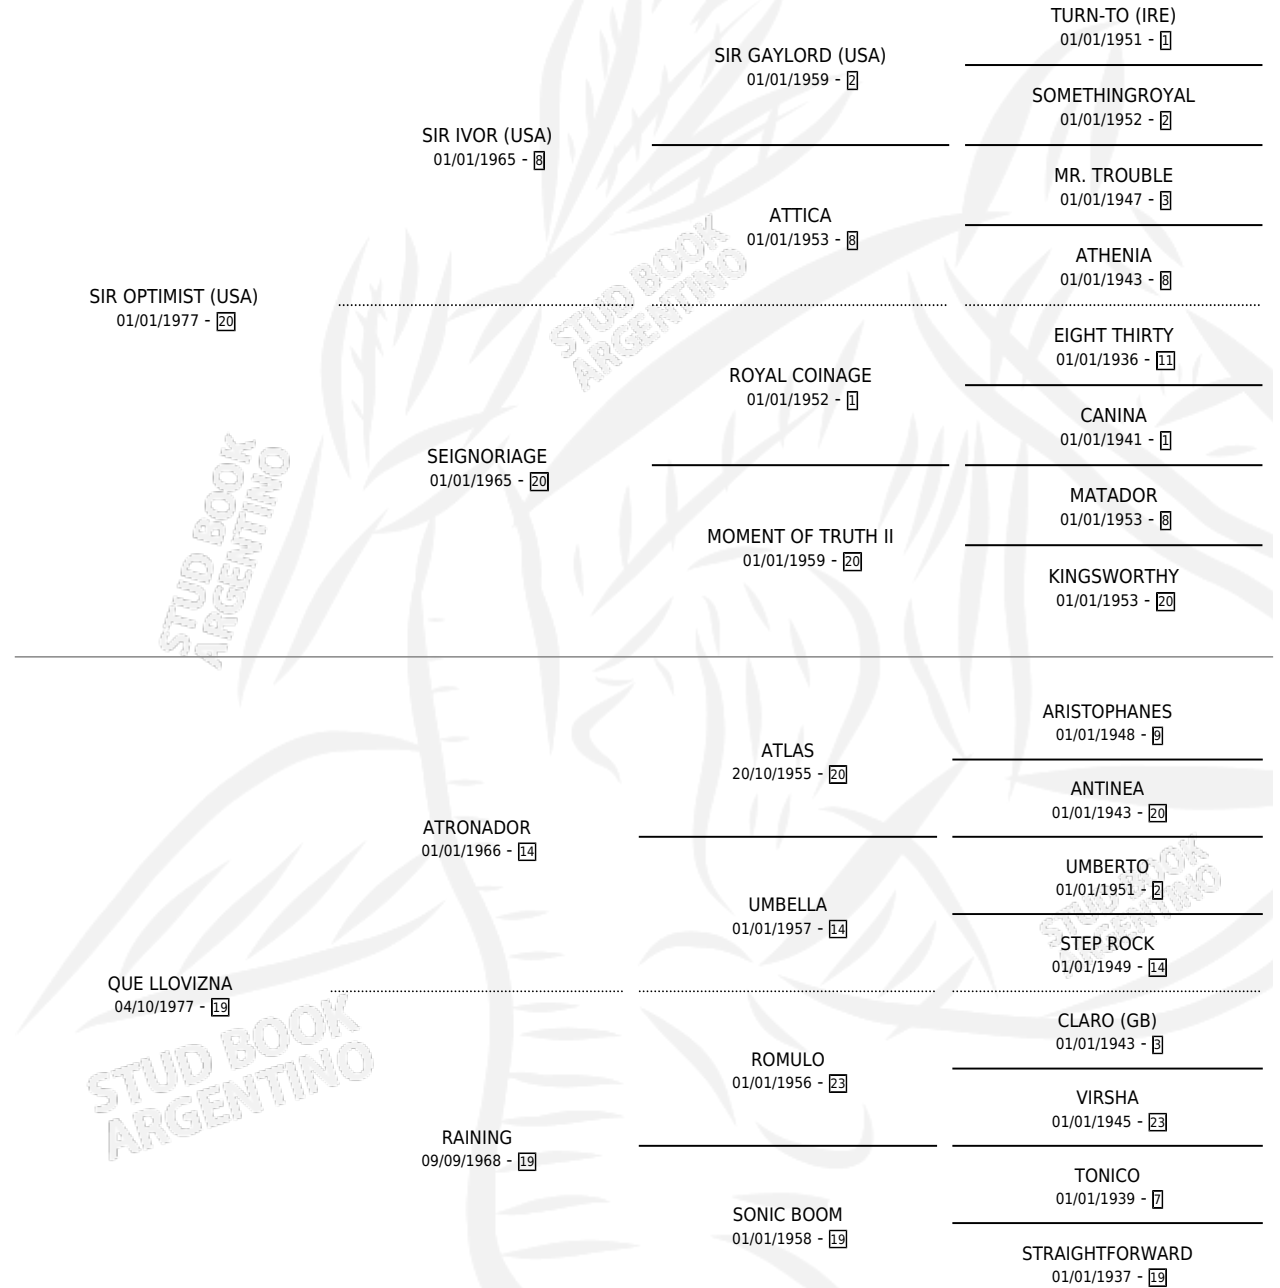 TURN-TO (IRE)
01/01/1951 - 1
SIR GAYLORD (USA)
01/01/1959 - 2
SOMETHINGROYAL
01/01/1952 - 2
SIR IVOR (USA)
01/01/1965 - 8
MR. TROUBLE
01/01/1947 - 3
ATTICA
01/01/1953 - 8
ATHENIA
01/01/1943 - 8
SIR OPTIMIST (USA)
01/01/1977 - 20
EIGHT THIRTY
01/01/1936 - 11
ROYAL COINAGE
01/01/1952 - 1
CANINA
01/01/1941 - 1
SEIGNORIAGE
01/01/1965 - 20
MATADOR
01/01/1953 - 8
MOMENT OF TRUTH II
01/01/1959 - 20
KINGSWORTHY
01/01/1953 - 20
STUD BOOK
ARGENTINO
STUD BOOK
ARGENTINO
ARISTOPHANES
01/01/1948 - 9
ATLAS
20/10/1955 - 20
ANTINEA
01/01/1943 - 20
ATRONADOR
01/01/1966 - 14
UMBERTO
01/01/1951 - 2
UMBELLA
01/01/1957 - 14
STEP ROCK
01/01/1949 - 14
STUD BOOK
ARGENTINO
QUE LLOVIZNA
04/10/1977 - 19
CLARO (GB)
01/01/1943 - 3
ROMULO
01/01/1956 - 23
VIRSHA
01/01/1945 - 23
STUD BOOK
ARGENTINO
RAINING
09/09/1968 - 19
TONICO
01/01/1939 - 7
SONIC BOOM
01/01/1958 - 19
STRAIGHTFORWARD
01/01/1937 - 19